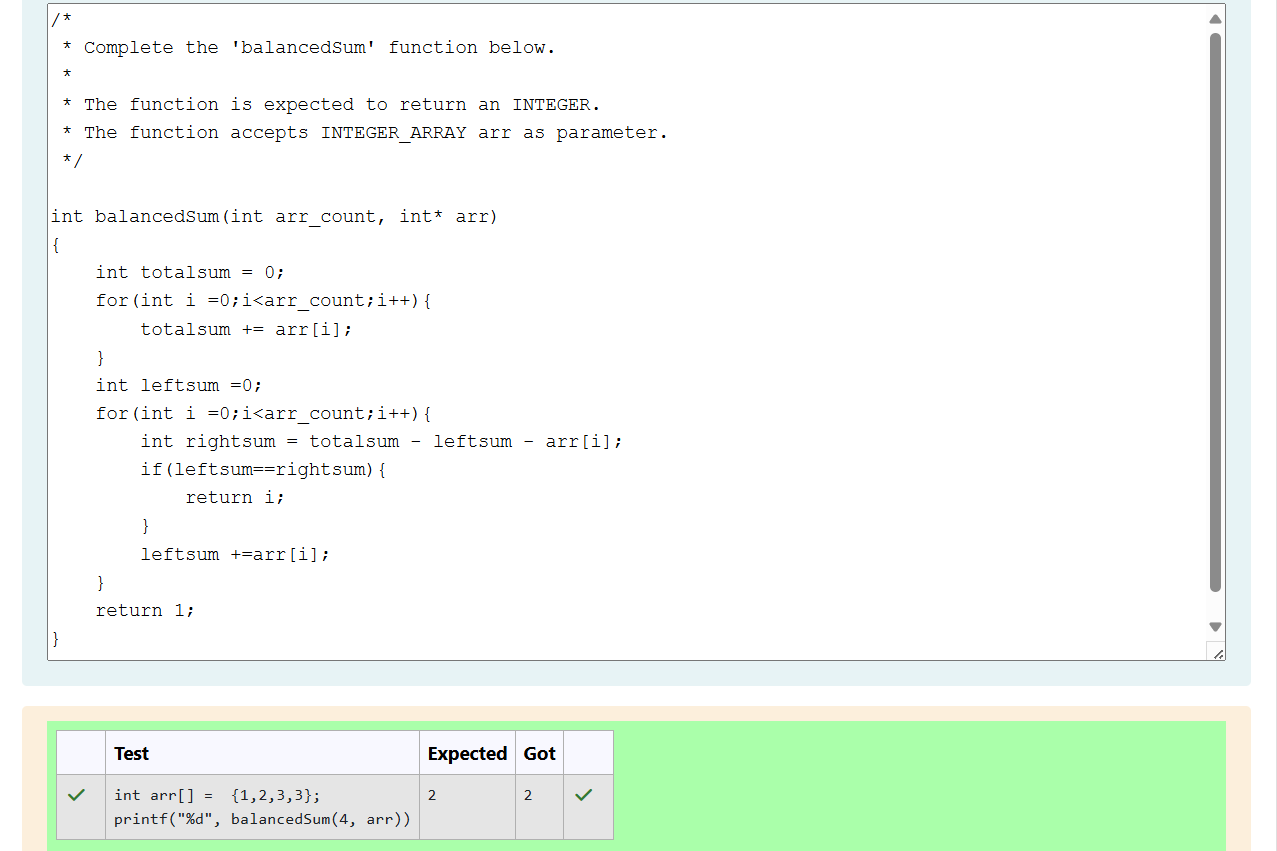 /*
 * Complete the 'balancedSum' function below.
 *
 * The function is expected to return an INTEGER.
 * The function accepts INTEGER_ARRAY arr as parameter.
 */

int balancedSum(int arr_count, int* arr)
{
    int totalsum = 0;
    for(int i =0;i<arr_count;i++){
        totalsum += arr[i];
    }
    int leftsum =0;
    for(int i =0;i<arr_count;i++){
        int rightsum = totalsum - leftsum - arr[i];
        if(leftsum==rightsum){
            return i;
        }
        leftsum +=arr[i];
    }
    return 1;
}
Test Expected Got
int arr[] =  {1,2,3,3}; 2 2
printf("%d", balancedSum(4, arr))